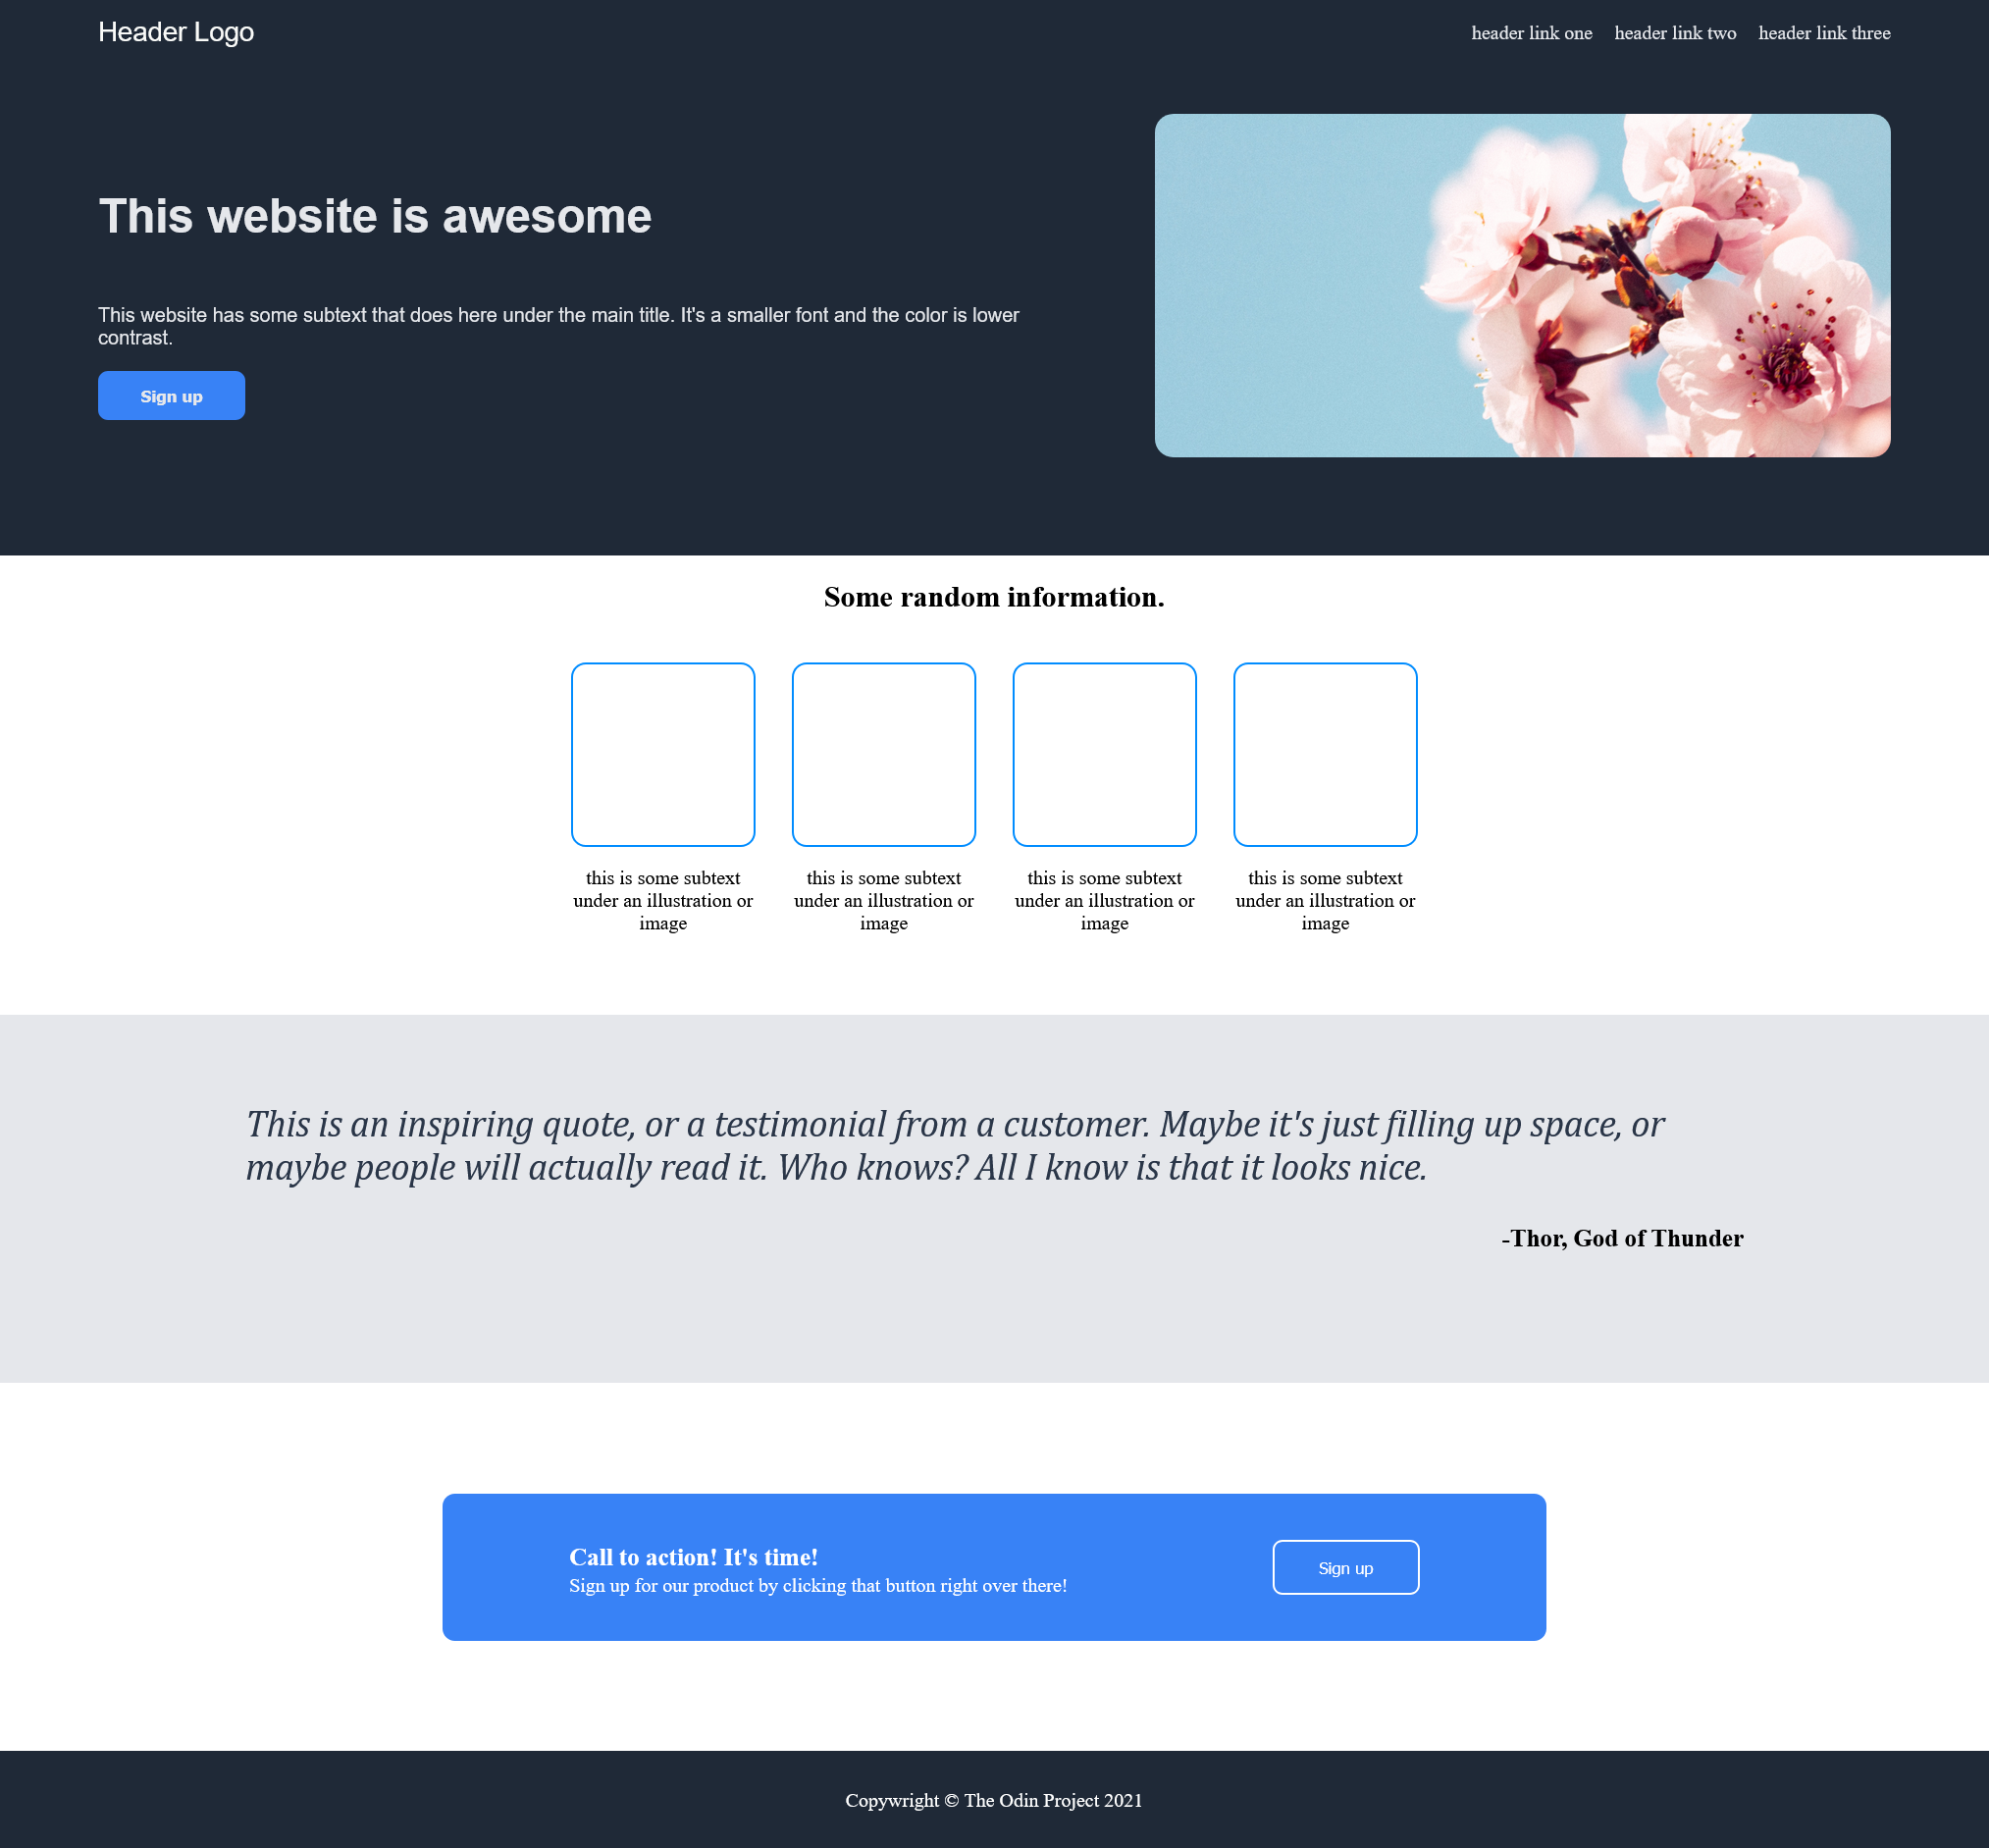 Header Logo
header link one
header link two
header link three
This website is awesome
This website has some subtext that does here under the main title. It's a smaller font and the color is lower
contrast.
Sign up
Some random information.
this is some subtext
under an illustration or
image
this is some subtext
under an illustration or
image
this is some subtext
under an illustration or
image
this is some subtext
under an illustration or
image
This is an inspiring quote, or a testimonial from a customer. Maybe it's just filling up space, or
maybe people will actually read it. Who knows? All I know is that it looks nice.
-Thor, God of Thunder
Call to action! It's time!
Sign up for our product by clicking that button right over there!
Sign up
Copywright © The Odin Project 2021